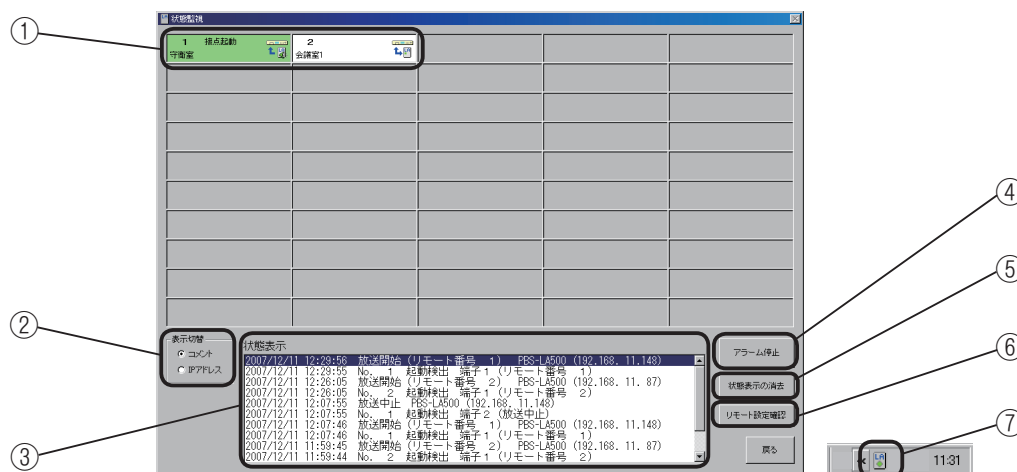 ①
状態監視
1 接点起動
守衛室
2
会議室1
④
⑤
②
表示切替
コメント
IPアドレス
状態表示
2007/12/11 12:29:56 放送開始 (リモート番号 1) PBS-LA500 (192.168. 11.148)
2007/12/11 12:29:55 No. 1 起動検出 端子1 (リモート番号 1)
2007/12/11 12:26:05 放送開始 (リモート番号 2) PBS-LA500 (192.168. 11. 87)
2007/12/11 12:26:05 No. 2 起動検出 端子1 (リモート番号 2)
2007/12/11 12:07:55 放送中止 PBS-LA500 (192.168. 11.148)
2007/12/11 12:07:55 No. 1 起動検出 端子2 (放送中止)
2007/12/11 12:07:46 放送開始 (リモート番号 1) PBS-LA500 (192.168. 11.148)
2007/12/11 12:07:46 No. 1 起動検出 端子1 (リモート番号 1)
2007/12/11 11:59:45 放送開始 (リモート番号 2) PBS-LA500 (192.168. 11. 87)
2007/12/11 11:59:44 No. 2 起動検出 端子1 (リモート番号 2)
アラーム停止
状態表示の消去
リモート設定確認
戻る
⑥
⑦
③
«
LA
11:31